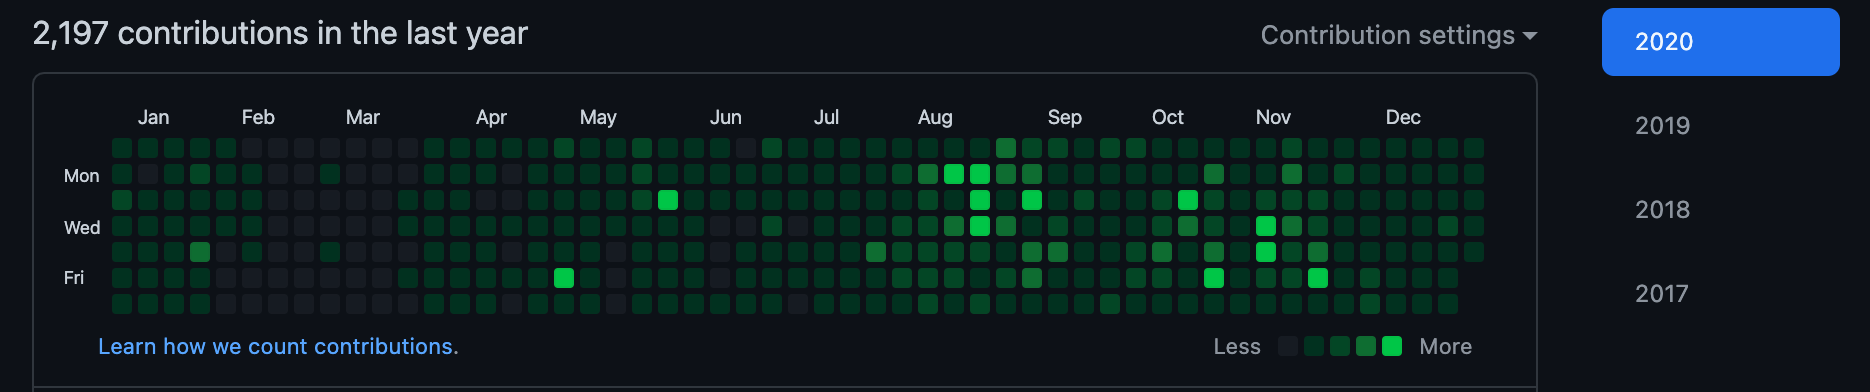 2,197 contributions in the last year
Contribution settings
Jan Feb Mar Apr May Jun Jul Aug Sep Oct Nov Dec
Mon
Wed
Fri
Learn how we count contributions.
Less More
2020
2019
2018
2017